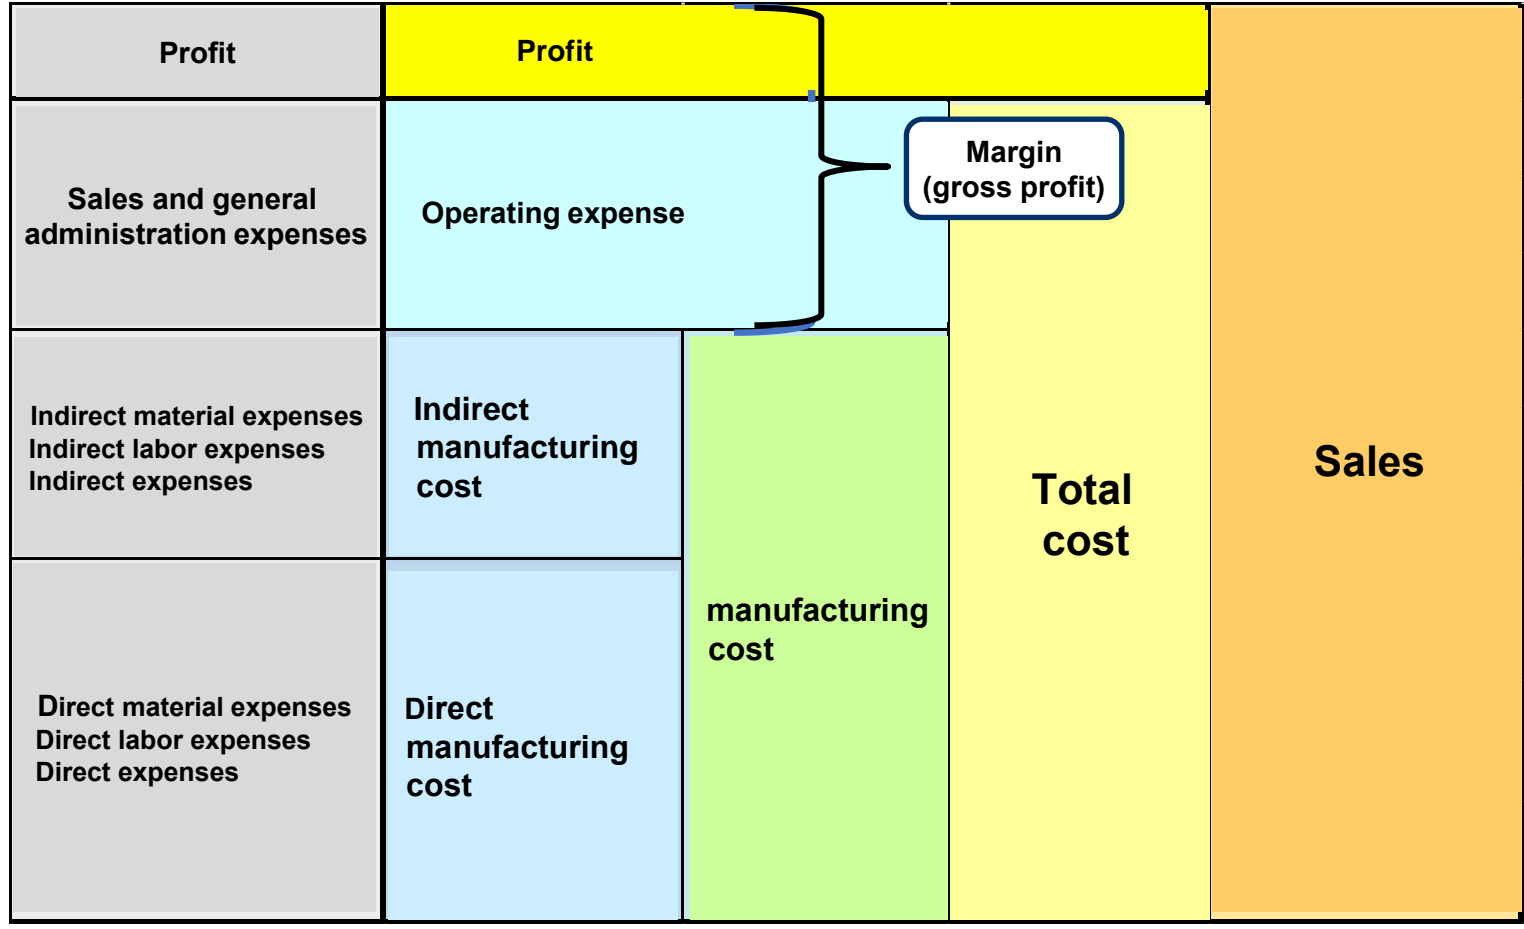 Profit
Profit
Sales and general
administration expenses
Operating expense
Margin
(gross profit)
Indirect material expenses
Indirect labor expenses
Indirect expenses
Indirect
manufacturing
cost
Direct material expenses
Direct labor expenses
Direct expenses
Direct
manufacturing
cost
manufacturing
cost
Total
cost
Sales